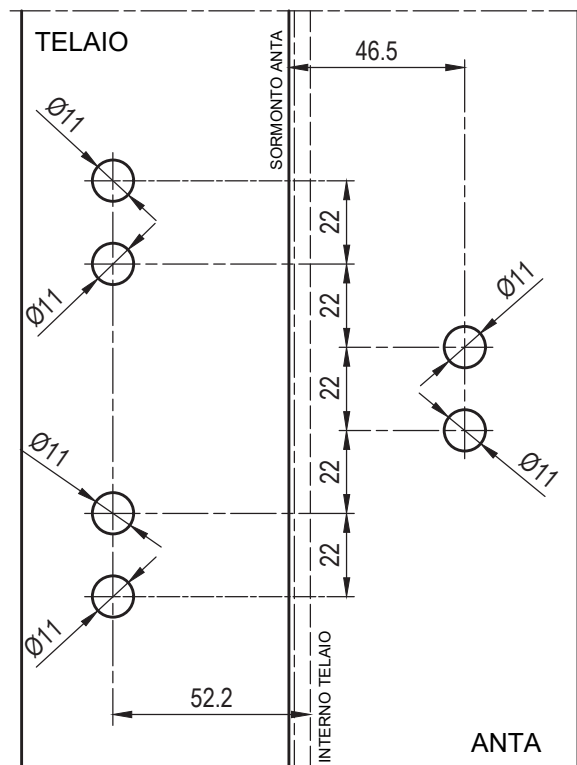 TELAIO
SORMONTO ANTA
46.5
Ø11
Ø11
22
22
Ø11
22
Ø11
22
Ø11
22
Ø11
52.2
INTERNO TELAIO
ANTA